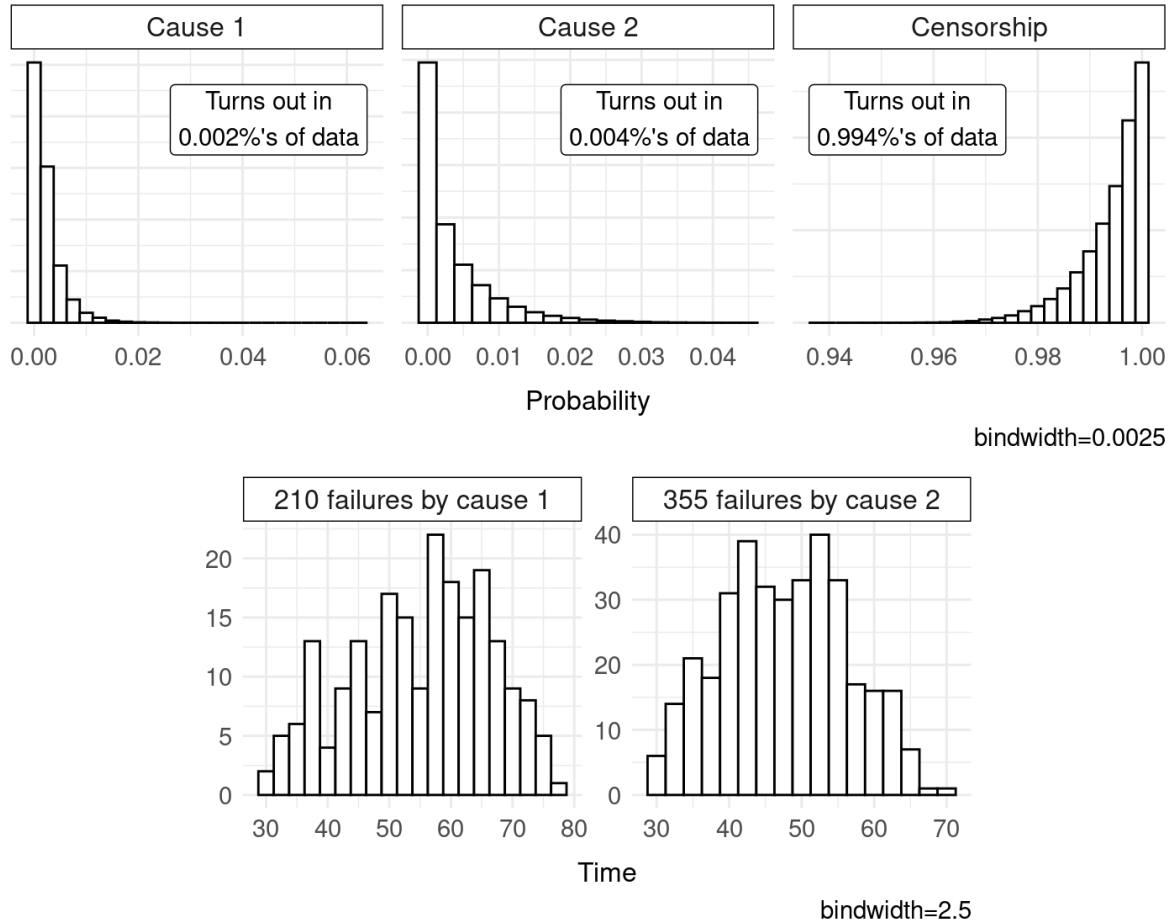 Cause 1
Cause 2
Censorship
Turns out in
0.002%'s of data
Turns out in
0.004%'s of data
Turns out in
0.994%'s of data
0.00 0.02 0.04 0.06
0.00 0.01 0.02 0.03 0.04
0.94 0.96 0.98 1.00
Probability
bindwidth=0.0025
210 failures by cause 1
355 failures by cause 2
20
15
10
5
0
40
30
20
10
0
30 40 50 60 70 80
30 40 50 60 70
Time
bindwidth=2.5